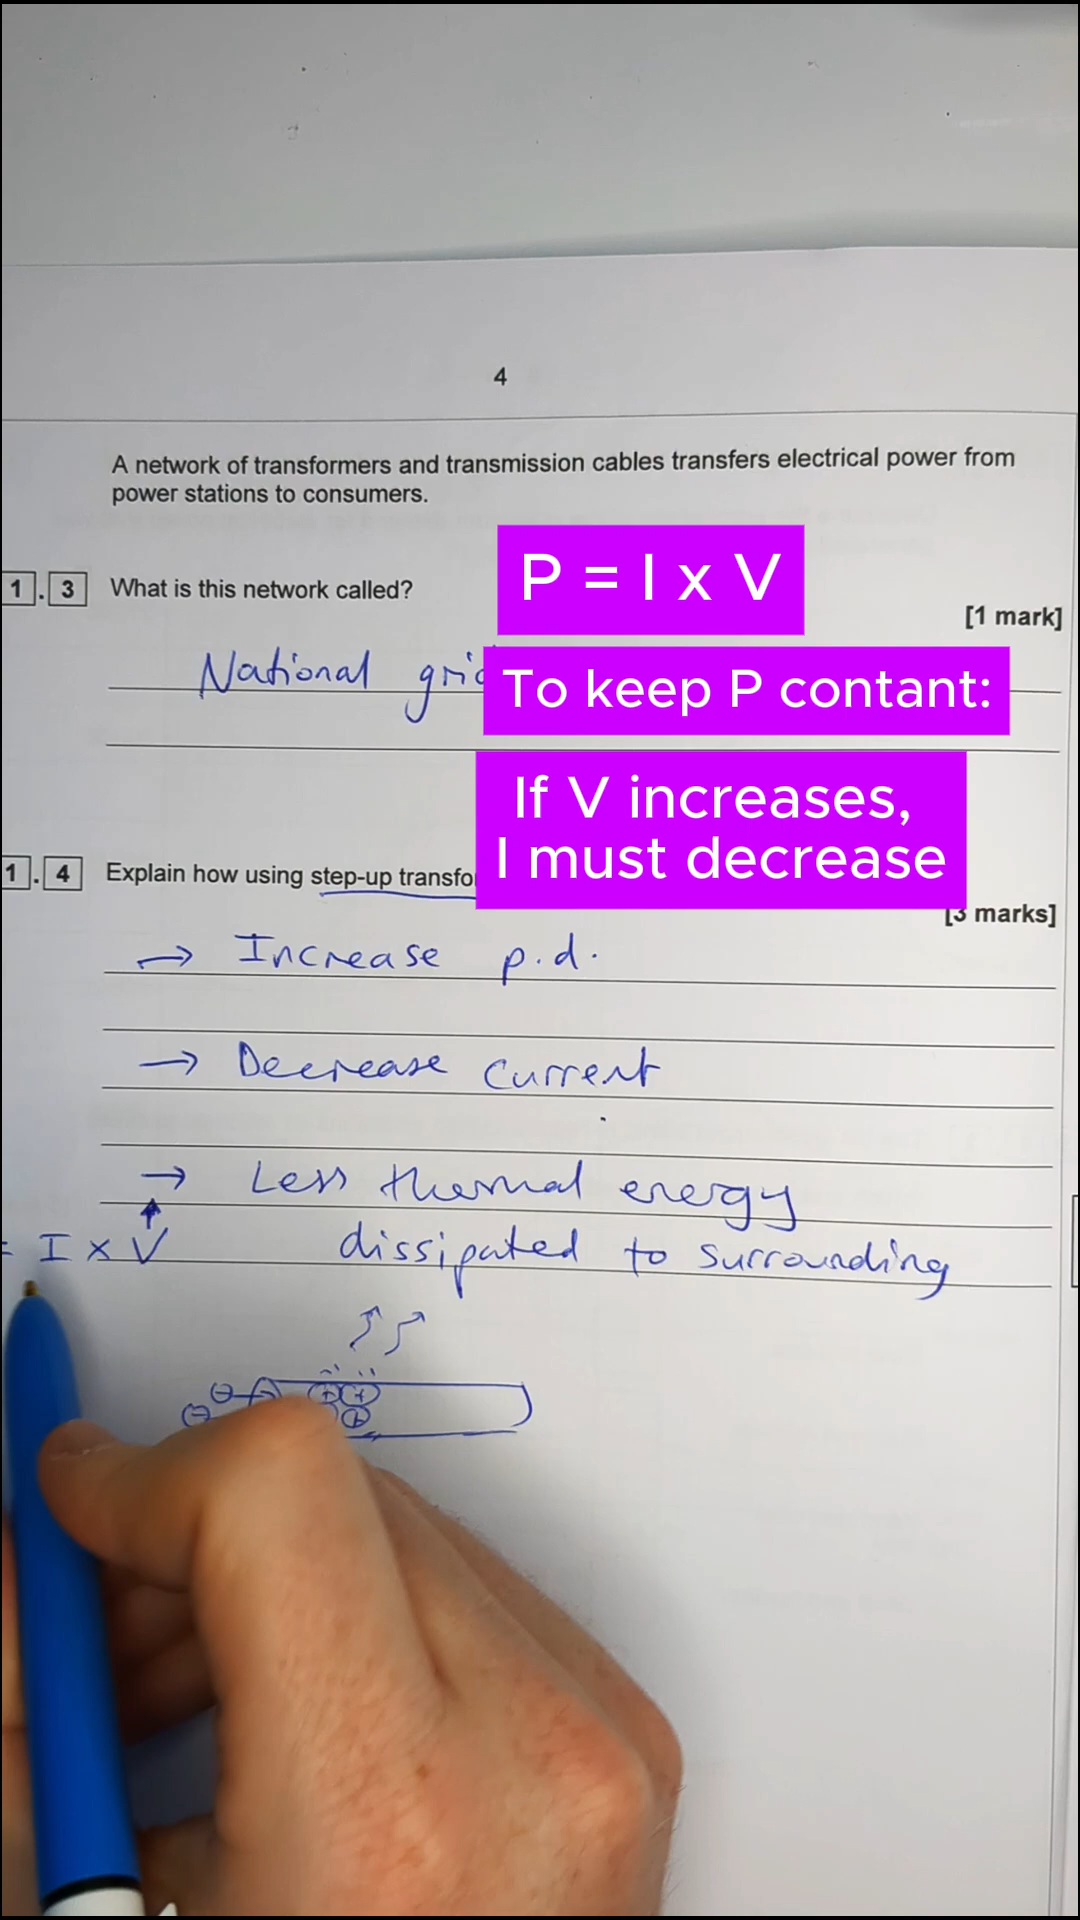 4
A network of transformers and transmission cables transfers electrical power from
power stations to consumers.
P = I x V
1.3 What is this network called?
[1 mark]
National grid
To keep P contant:
If V increases,
I must decrease
1.4 Explain how using step-up transfo
[3 marks]
→ Increase p.d.
→ Decrease current
→ Less thermal energy
= I × V
dissipated to surrounding